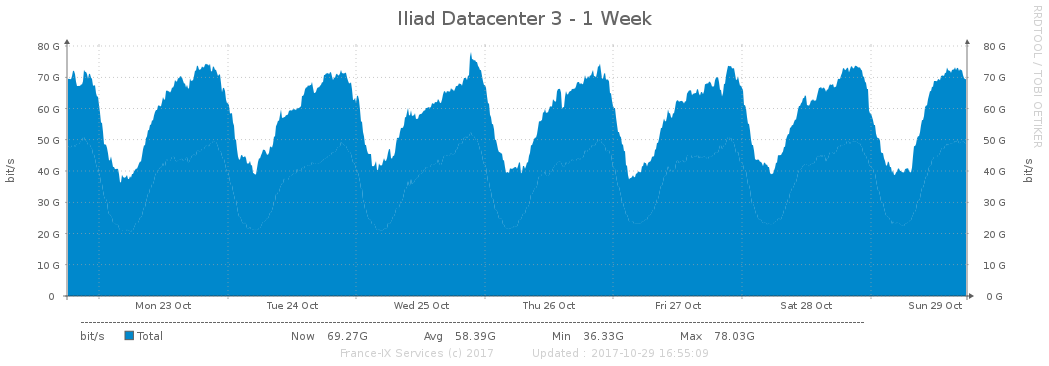 Iliad Datacenter 3 - 1 Week
RRDTOOL / TOBI OETIKER
80 G 80 G
70 G 70 G
60 G 60 G
50 G 50 G
40 G 40 G
30 G 30 G
20 G 20 G
10 G 10 G
0 0 G
bit/s bit/s
Mon 23 Oct Tue 24 Oct Wed 25 Oct Thu 26 Oct Fri 27 Oct Sat 28 Oct Sun 29 Oct
bit/s Total Now 69.27G Avg 58.39G Min 36.33G Max 78.03G
France-IX Services (c) 2017 Updated : 2017-10-29 16:55:09